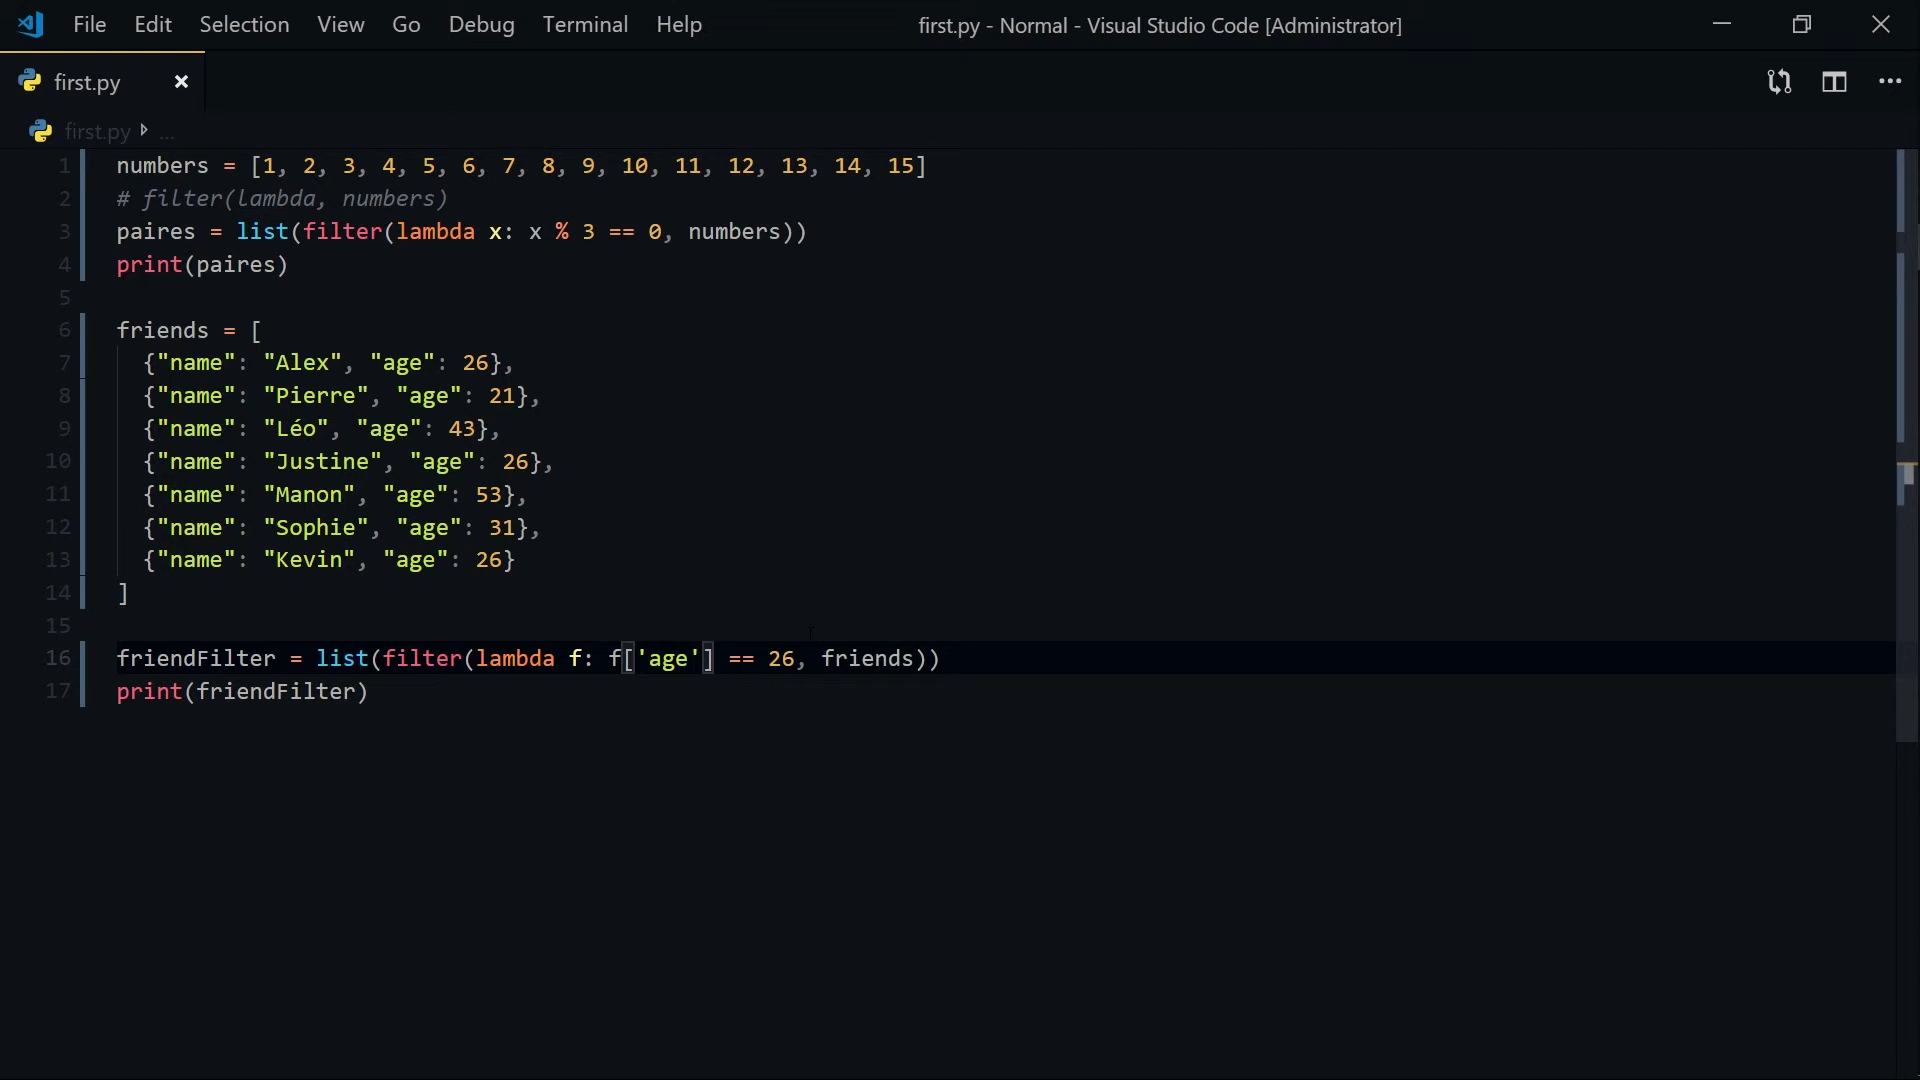 File Edit Selection View Go Debug Terminal Help first.py - Normal - Visual Studio Code [Administrator]
first.py
first.py ...
1 numbers = [1, 2, 3, 4, 5, 6, 7, 8, 9, 10, 11, 12, 13, 14, 15]
2 # filter(lambda, numbers)
3 paires = list(filter(lambda x: x % 3 == 0, numbers))
4 print(paires)
5
6 friends = [
7 {"name": "Alex", "age": 26},
8 {"name": "Pierre", "age": 21},
9 {"name": "Léo", "age": 43},
10 {"name": "Justine", "age": 26},
11 {"name": "Manon", "age": 53},
12 {"name": "Sophie", "age": 31},
13 {"name": "Kevin", "age": 26}
14 ]
15
16 friendFilter = list(filter(lambda f: f['age'] == 26, friends))
17 print(friendFilter)